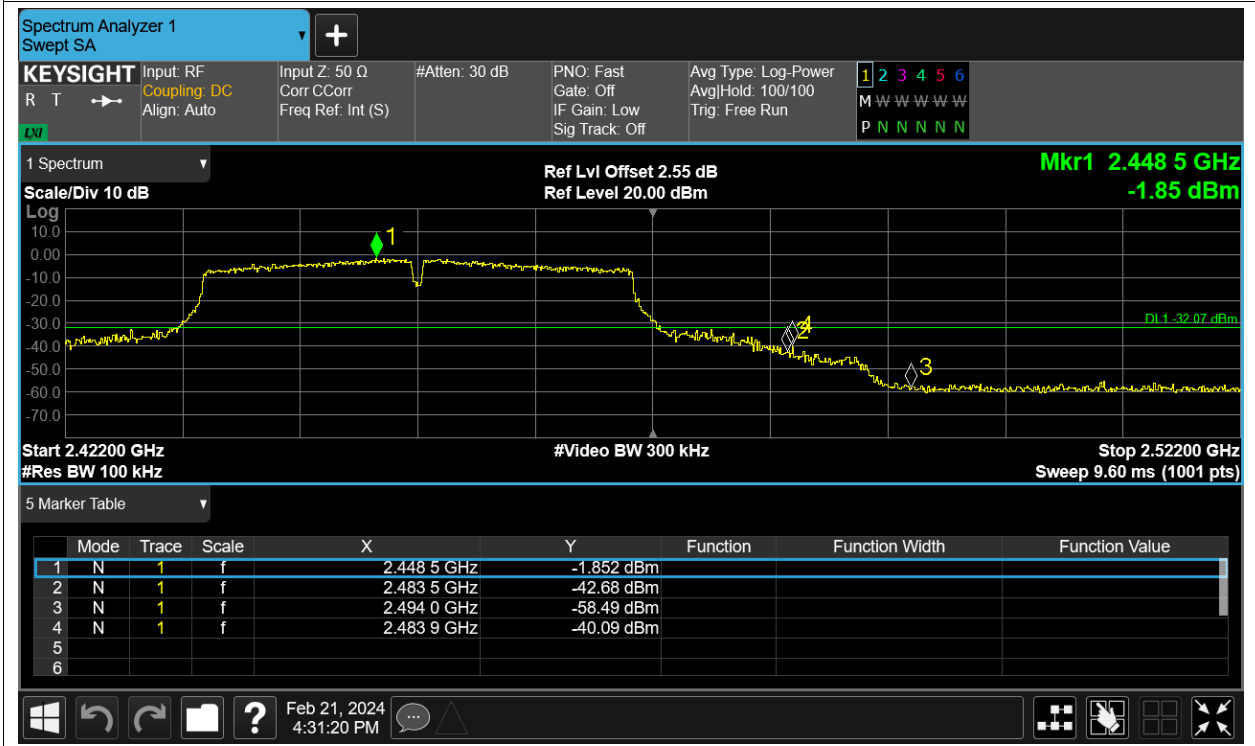 Spectrum Analyzer 1
Swept SA
+
KEYSIGHT Input: RF Input Z: 50 Ω #Atten: 30 dB PNO: Fast Avg Type: Log-Power 1 2 3 4 5 6
R T Coupling: DC Corr CCorr Gate: Off Avg|Hold: 100/100 M W W W W W
Align: Auto Freq Ref: Int (S) IF Gain: Low Trig: Free Run
LXI Sig Track: Off P N N N N N
1 Spectrum
Scale/Div 10 dB
Ref Lvl Offset 2.55 dB
Ref Level 20.00 dBm
Mkr1 2.448 5 GHz
-1.85 dBm
Log
10.0
0.00
-10.0
-20.0
-30.0
-40.0
-50.0
-60.0
-70.0
1
2
4
3
DL1 -32.07 dBm
Start 2.42200 GHz #Video BW 300 kHz Stop 2.52200 GHz
#Res BW 100 kHz Sweep 9.60 ms (1001 pts)
5 Marker Table
Mode Trace Scale X Y Function Function Width Function Value
1 N 1 f 2.448 5 GHz -1.852 dBm
2 N 1 f 2.483 5 GHz -42.68 dBm
3 N 1 f 2.494 0 GHz -58.49 dBm
4 N 1 f 2.483 9 GHz -40.09 dBm
5
6
?
Feb 21, 2024
4:31:20 PM